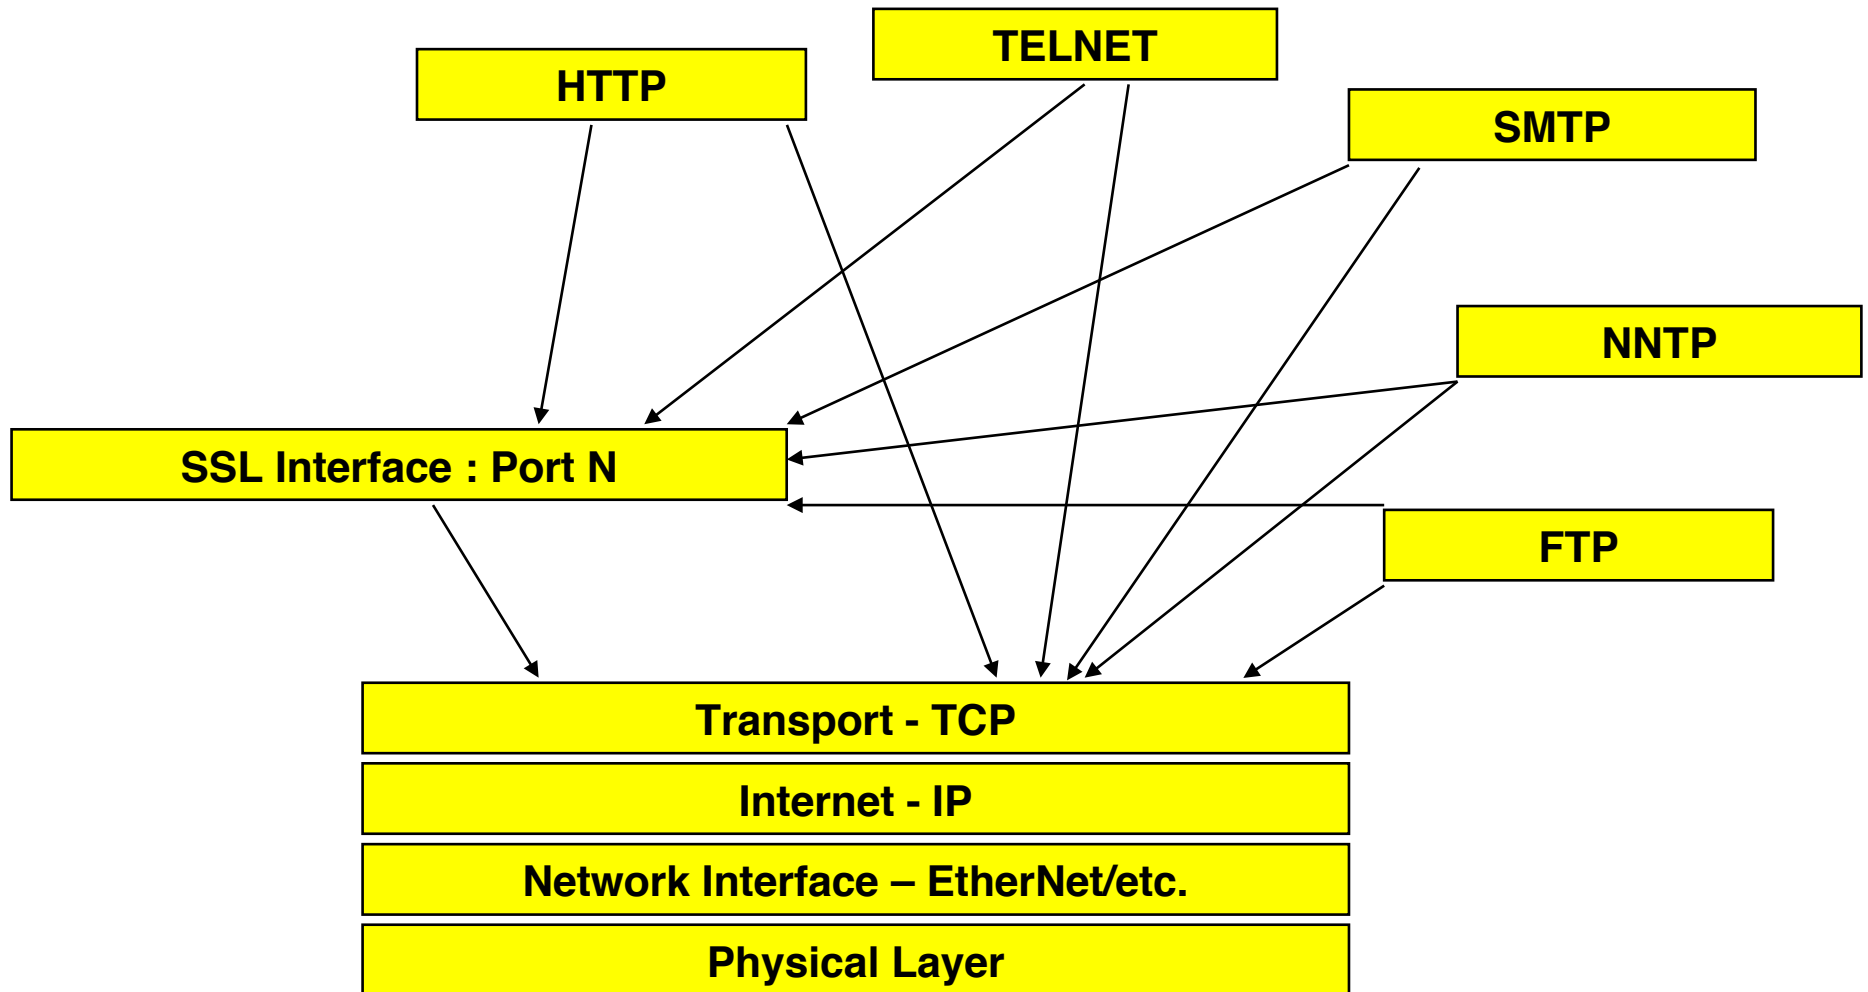 TELNET
HTTP
SMTP
NNTP
SSL Interface : Port N
FTP
Transport - TCP
Internet - IP
Network Interface – EtherNet/etc.
Physical Layer